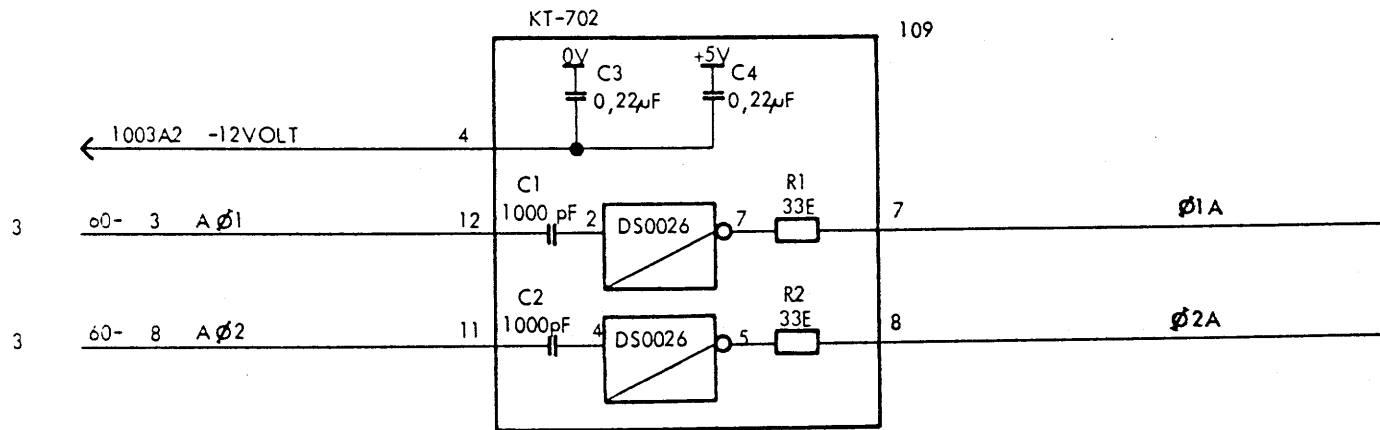 KT-702
109
0V
+5V
C3
C4
0,22µF
0,22µF
1003A2 -12VOLT
4
C1
R1
3
60- 3 AØ1
12
1000 pF
2
DS0026
7
33E
7
Ø1A
C2
R2
3
60- 8 AØ2
11
1000pF
4
DS0026
5
33E
8
Ø2A